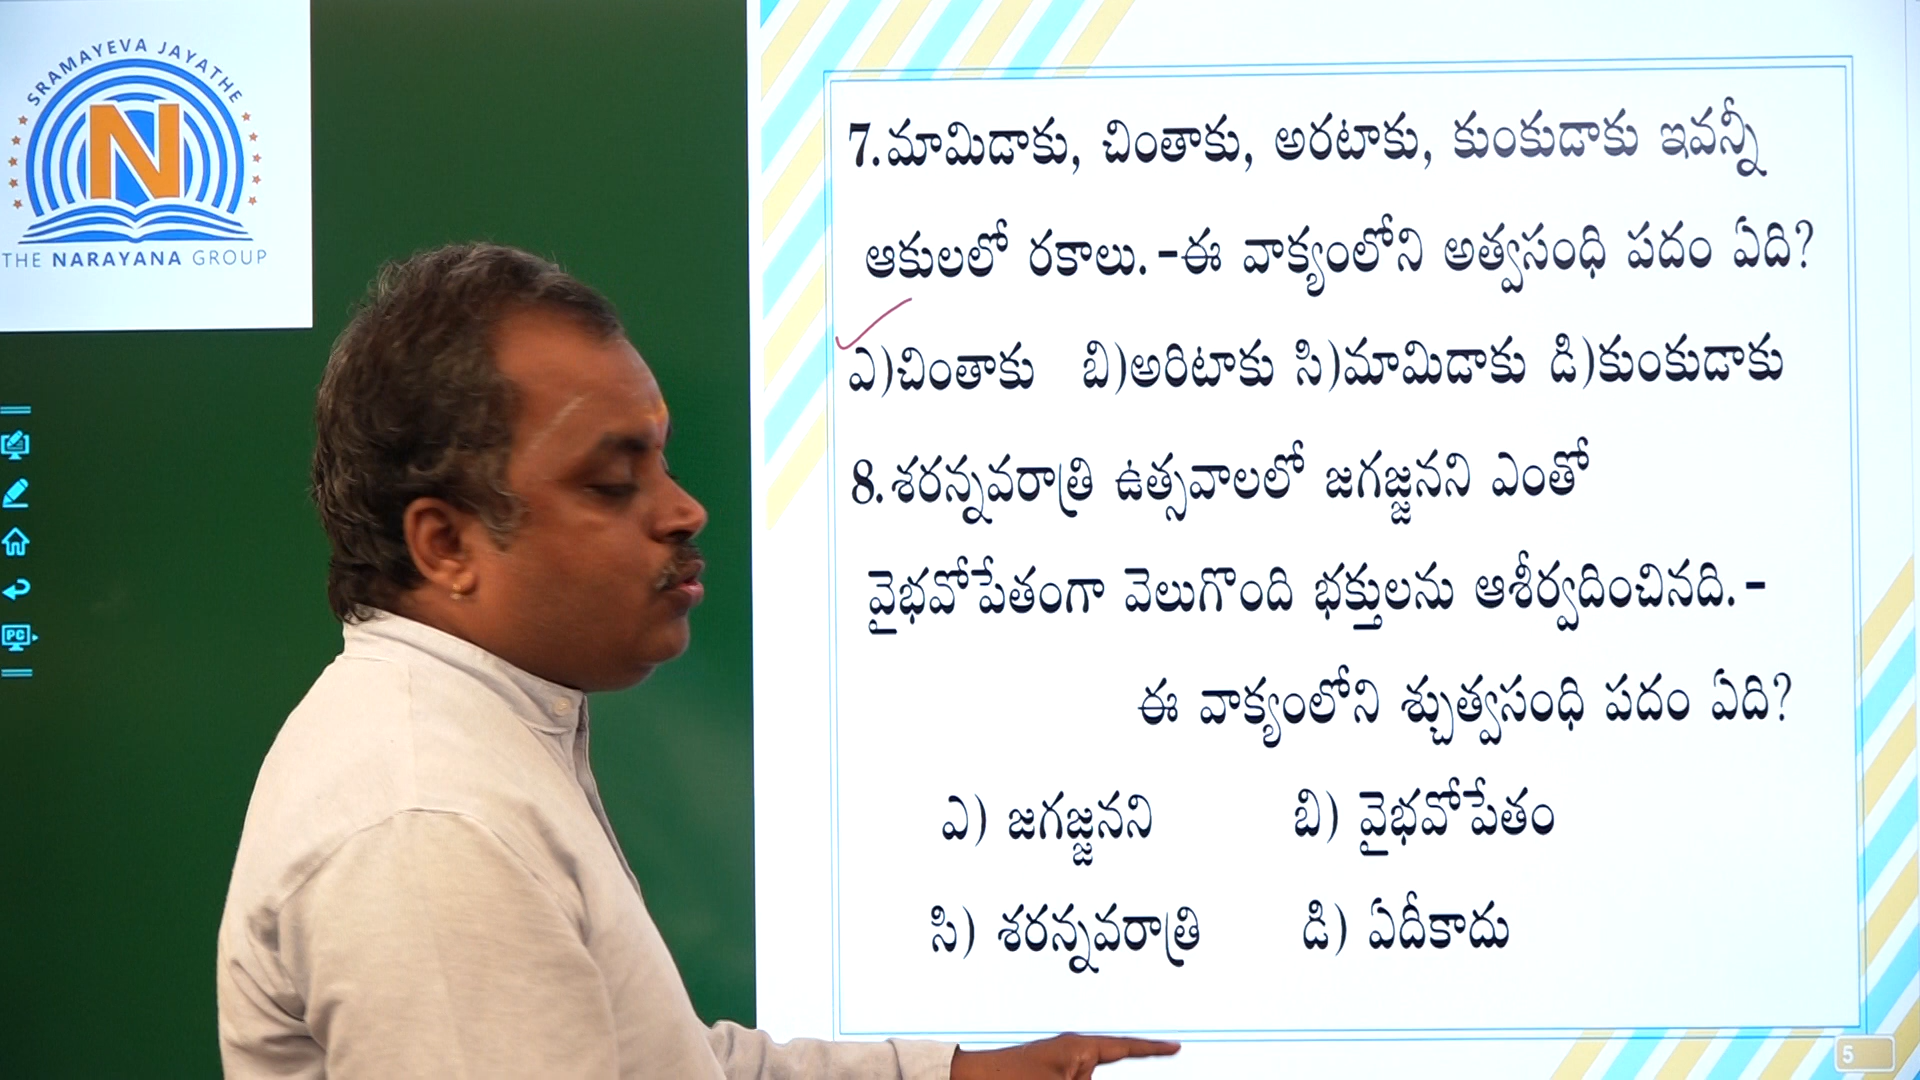 SRAMAYEVA JAYATHE
N
THE NARAYANA GROUP
PC
7.మామిడాకు, చింతాకు, అరటాకు, కుంకుడాకు ఇవన్నీ
ఆకులలో రకాలు.-ఈ వాక్యంలోని అత్వసంధి పదం ఏది?
ఎ)చింతాకు బి)అరిటాకు సి)మామిడాకు డి)కుంకుడాకు
8.శరన్నవరాత్రి ఉత్సవాలలో జగజ్జనని ఎంతో
వైభవోపేతంగా వెలుగొంది భక్తులను ఆశీర్వదించినది.-
ఈ వాక్యంలోని శ్చుత్వసంధి పదం ఏది?
ఎ) జగజ్జనని బి) వైభవోపేతం
సి) శరన్నవరాత్రి డి) ఏదీకాదు
5